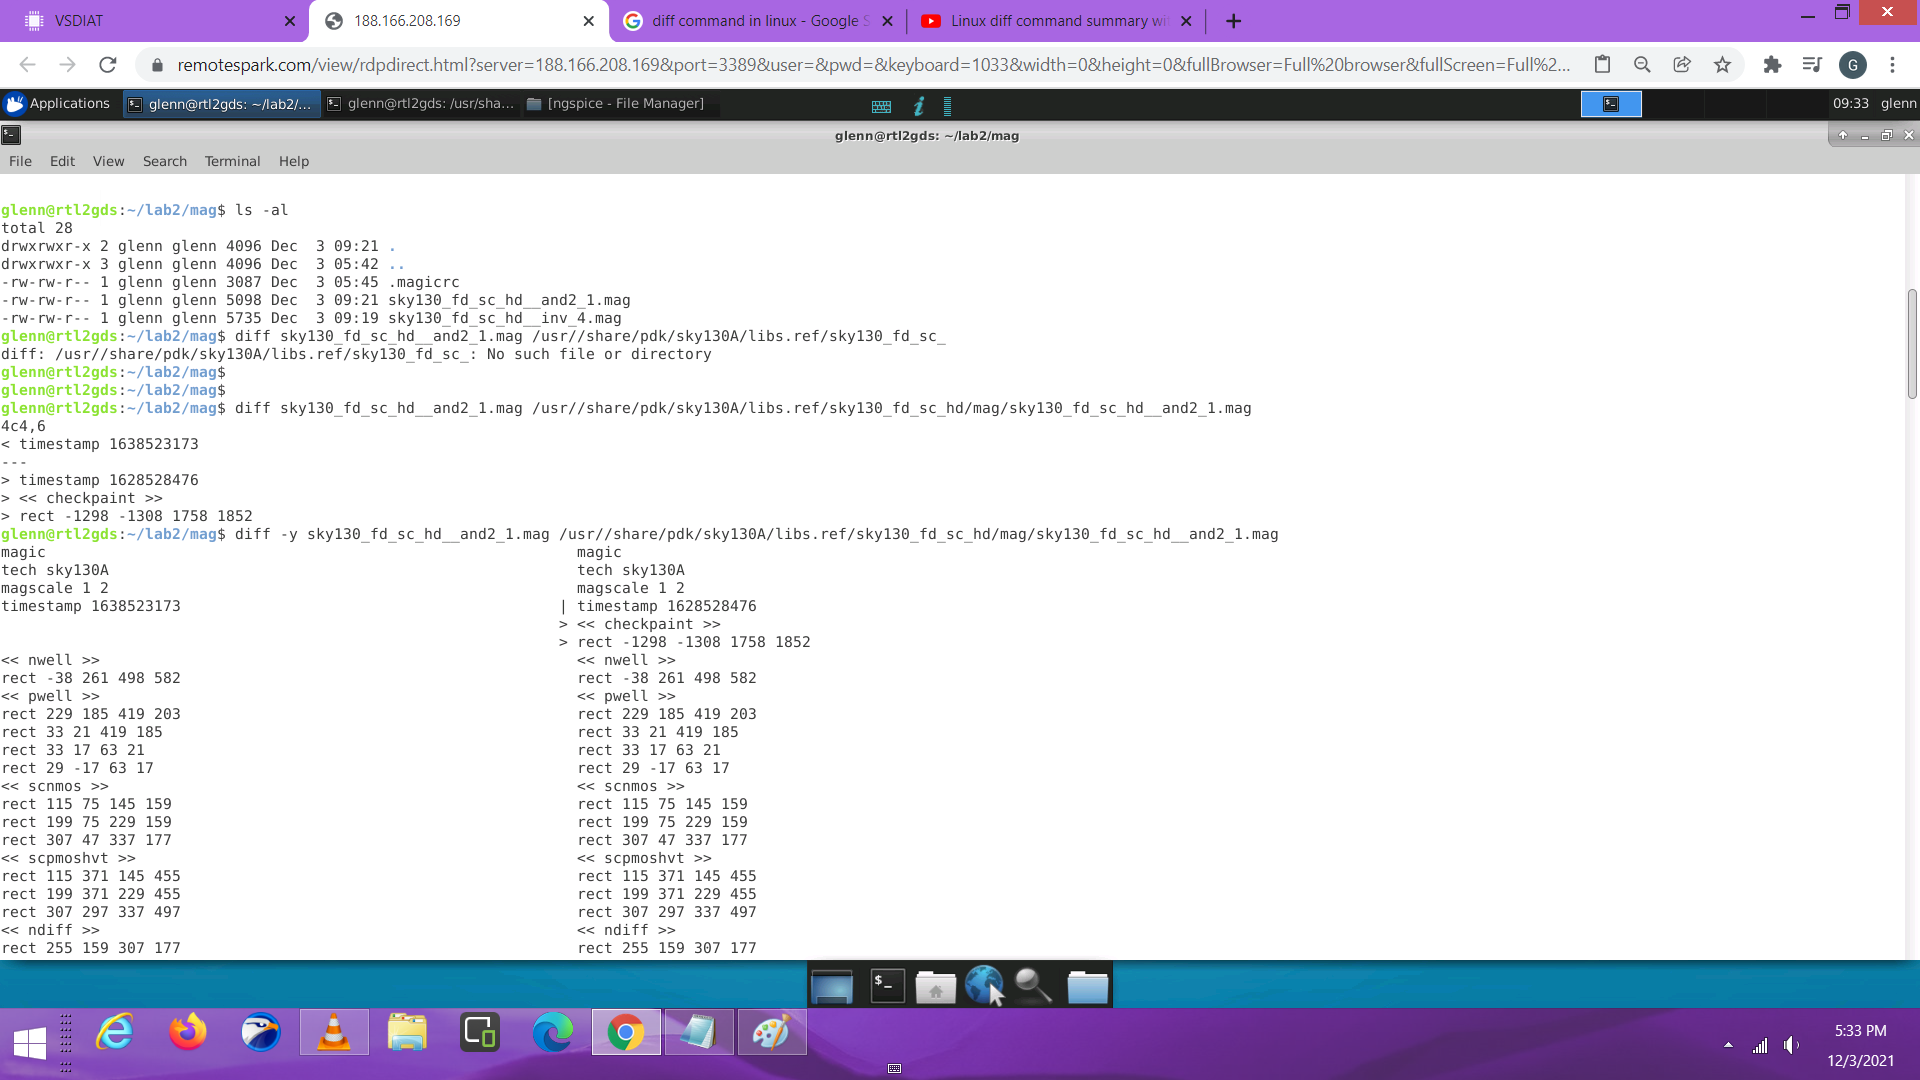 VSDIAT
188.166.208.169
diff command in linux - Google S
Linux diff command summary wi
remotespark.com/view/rdpdirect.html?server=188.166.208.169&port=3389&user=&pwd=&keyboard=1033&width=0&height=0&fullBrowser=Full%20browser&fullScreen=Full%2...
G
Applications
glenn@rtl2gds: ~/lab2/...
glenn@rtl2gds: /usr/sha...
[ngspice - File Manager]
09:33 glenn
glenn@rtl2gds: ~/lab2/mag
File Edit View Search Terminal Help
glenn@rtl2gds:~/lab2/mag$ ls -al
total 28
drwxrwxr-x 2 glenn glenn 4096 Dec  3 09:21 .
drwxrwxr-x 3 glenn glenn 4096 Dec  3 05:42 ..
-rw-rw-r-- 1 glenn glenn 3087 Dec  3 05:45 .magicrc
-rw-rw-r-- 1 glenn glenn 5098 Dec  3 09:21 sky130_fd_sc_hd__and2_1.mag
-rw-rw-r-- 1 glenn glenn 5735 Dec  3 09:19 sky130_fd_sc_hd__inv_4.mag
glenn@rtl2gds:~/lab2/mag$ diff sky130_fd_sc_hd__and2_1.mag /usr//share/pdk/sky130A/libs.ref/sky130_fd_sc_
diff: /usr//share/pdk/sky130A/libs.ref/sky130_fd_sc_: No such file or directory
glenn@rtl2gds:~/lab2/mag$
glenn@rtl2gds:~/lab2/mag$
glenn@rtl2gds:~/lab2/mag$ diff sky130_fd_sc_hd__and2_1.mag /usr//share/pdk/sky130A/libs.ref/sky130_fd_sc_hd/mag/sky130_fd_sc_hd__and2_1.mag
4c4,6
< timestamp 1638523173
---
> timestamp 1628528476
> << checkpaint >>
> rect -1298 -1308 1758 1852
glenn@rtl2gds:~/lab2/mag$ diff -y sky130_fd_sc_hd__and2_1.mag /usr//share/pdk/sky130A/libs.ref/sky130_fd_sc_hd/mag/sky130_fd_sc_hd__and2_1.mag
magic magic
tech sky130A tech sky130A
magscale 1 2 magscale 1 2
timestamp 1638523173 | timestamp 1628528476
> << checkpaint >>
> rect -1298 -1308 1758 1852
<< nwell >> << nwell >>
rect -38 261 498 582 rect -38 261 498 582
<< pwell >> << pwell >>
rect 229 185 419 203 rect 229 185 419 203
rect 33 21 419 185 rect 33 21 419 185
rect 33 17 63 21 rect 33 17 63 21
rect 29 -17 63 17 rect 29 -17 63 17
<< scnmos >> << scnmos >>
rect 115 75 145 159 rect 115 75 145 159
rect 199 75 229 159 rect 199 75 229 159
rect 307 47 337 177 rect 307 47 337 177
<< scpmoshvt >> << scpmoshvt >>
rect 115 371 145 455 rect 115 371 145 455
rect 199 371 229 455 rect 199 371 229 455
rect 307 297 337 497 rect 307 297 337 497
<< ndiff >> << ndiff >>
rect 255 159 307 177 rect 255 159 307 177
5:33 PM
12/3/2021